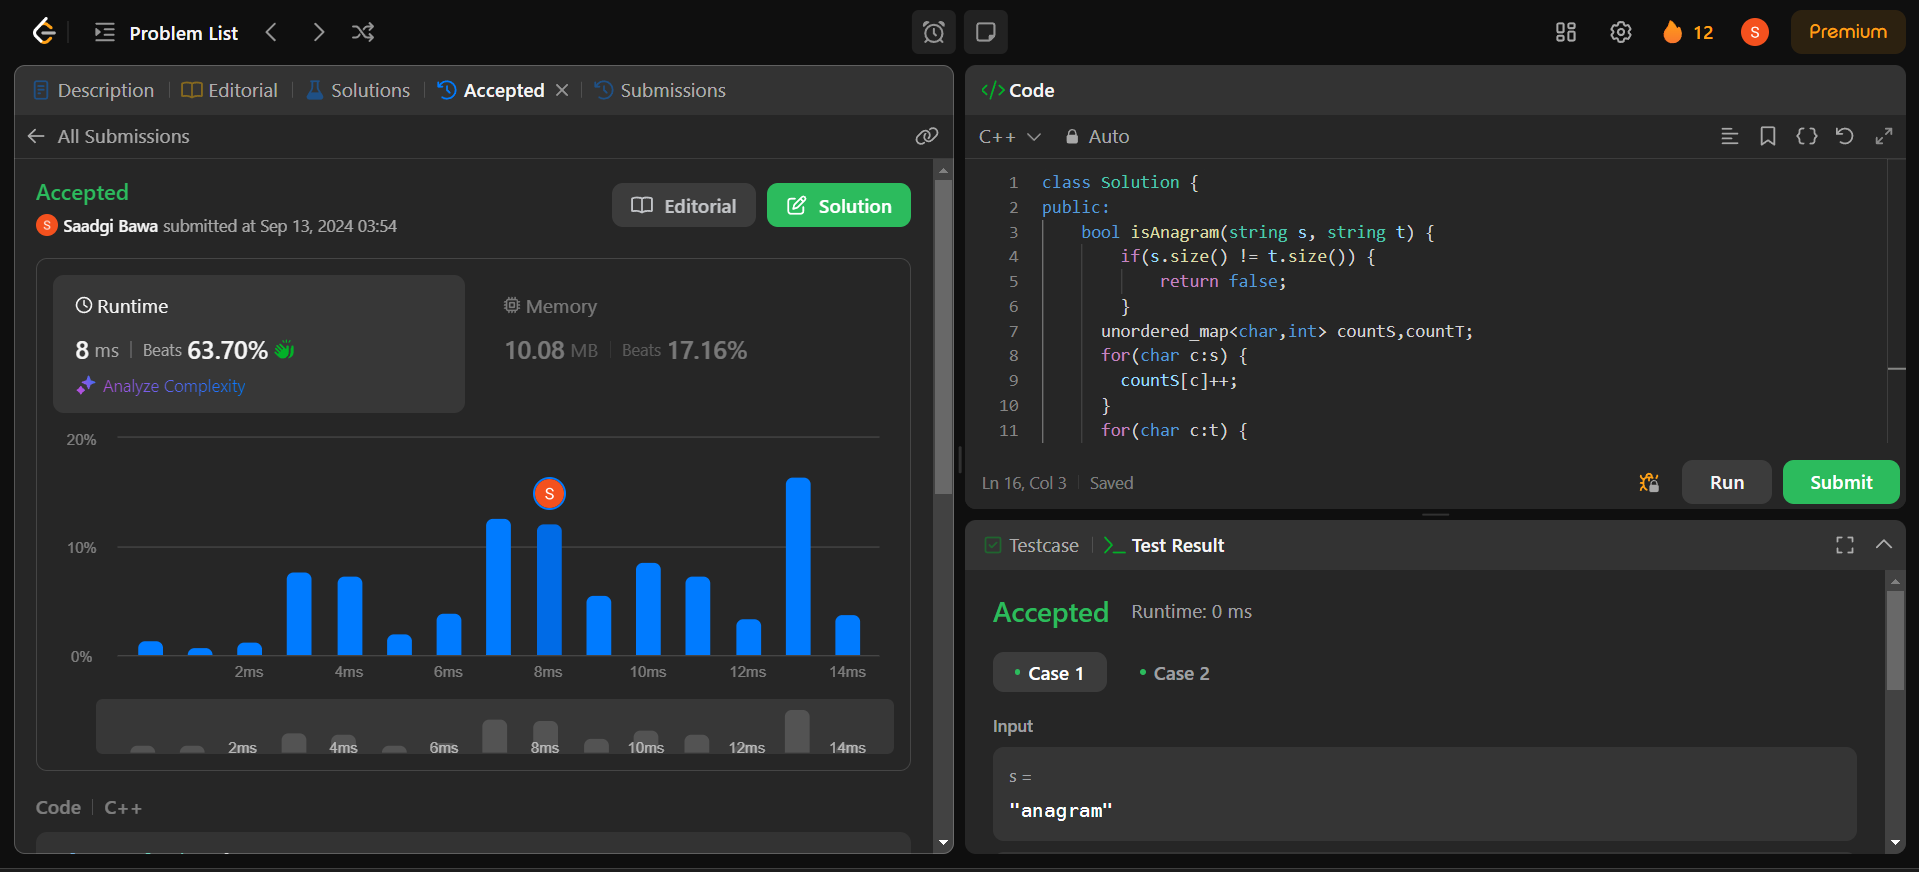 Problem List
12
S
Premium
Description
Editorial
Solutions
Accepted
Submissions
All Submissions
Accepted
S Saadgi Bawa submitted at Sep 13, 2024 03:54
Editorial
Solution
Runtime
8 ms | Beats 63.70%
Analyze Complexity
Memory
10.08 MB | Beats 17.16%
20%
10%
0%
S
2ms 4ms 6ms 8ms 10ms 12ms 14ms
2ms 4ms 6ms 8ms 10ms 12ms 14ms
Code | C++
</> Code
C++ Auto
1 class Solution {
2 public:
3 bool isAnagram(string s, string t) {
4 if(s.size() != t.size()) {
5 return false;
6 }
7 unordered_map<char,int> countS,countT;
8 for(char c:s) {
9 countS[c]++;
10 }
11 for(char c:t) {
Ln 16, Col 3 | Saved
Run
Submit
Testcase
Test Result
Accepted Runtime: 0 ms
• Case 1 • Case 2
Input
s =
"anagram"